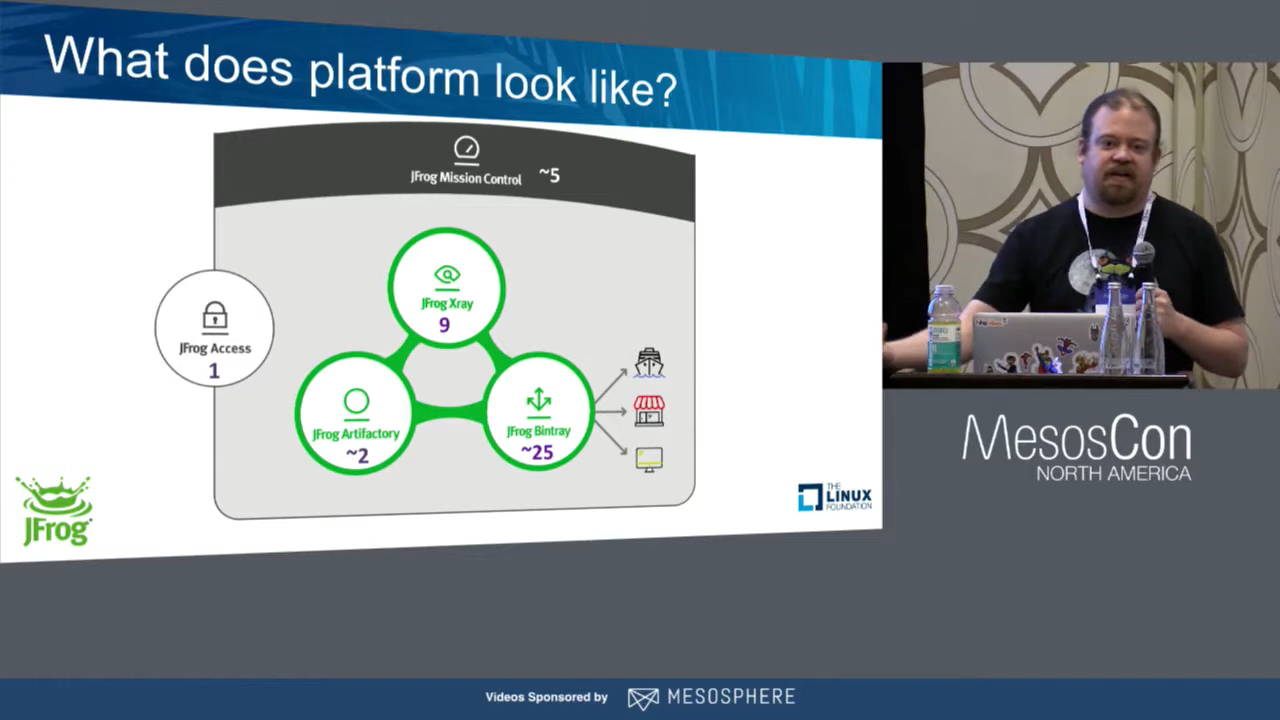 What does platform look like?
JFrog Mission Control ~5
JFrog Xray
9
JFrog Access
1
JFrog Artifactory
~2
JFrog Bintray
~25
JFrog
THE
LINUX
FOUNDATION
MesosCon
NORTH AMERICA
Videos Sponsored by MESOSPHERE